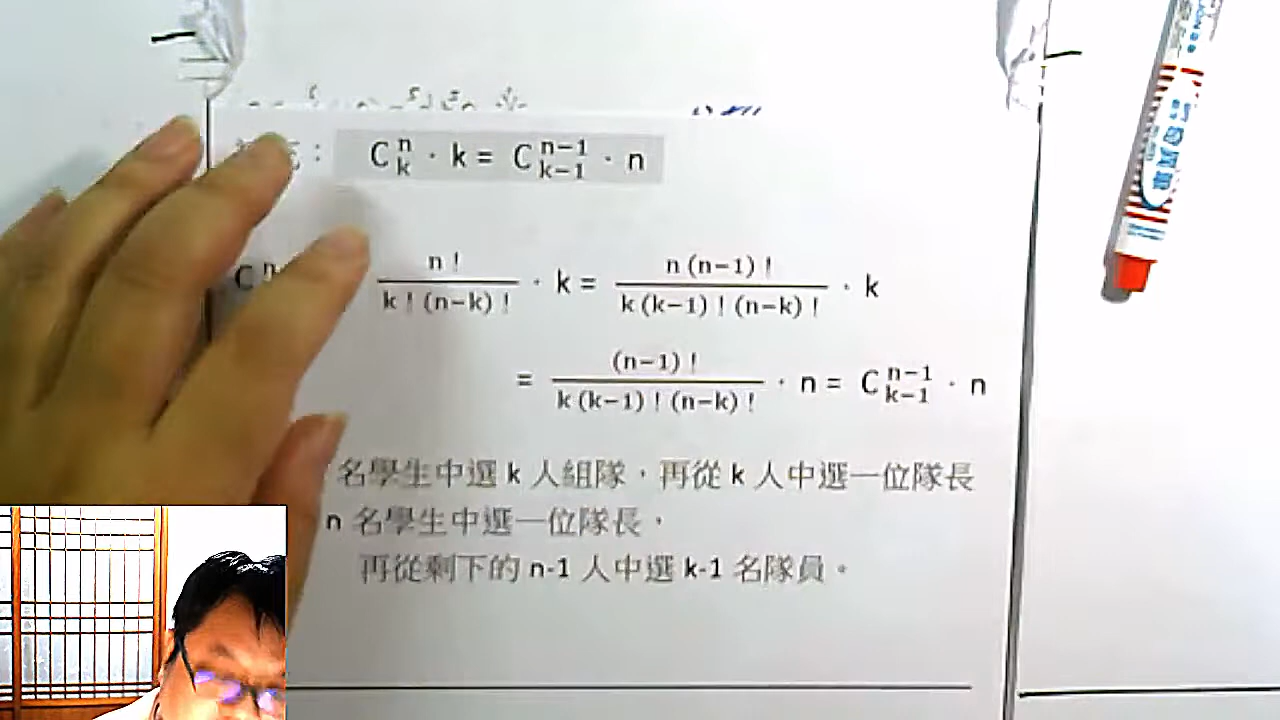 ： C^n_k · k = C^{n-1}_{k-1} · n
C^n n! / k!(n-k)! · k = n(n-1)! / k(k-1)!(n-k)! · k
= (n-1)! / k(k-1)!(n-k)! · n = C^{n-1}_{k-1} · n
名學生中選 k 人組隊，再從 k 人中選一位隊長
n 名學生中選一位隊長，
再從剩下的 n-1 人中選 k-1 名隊員。